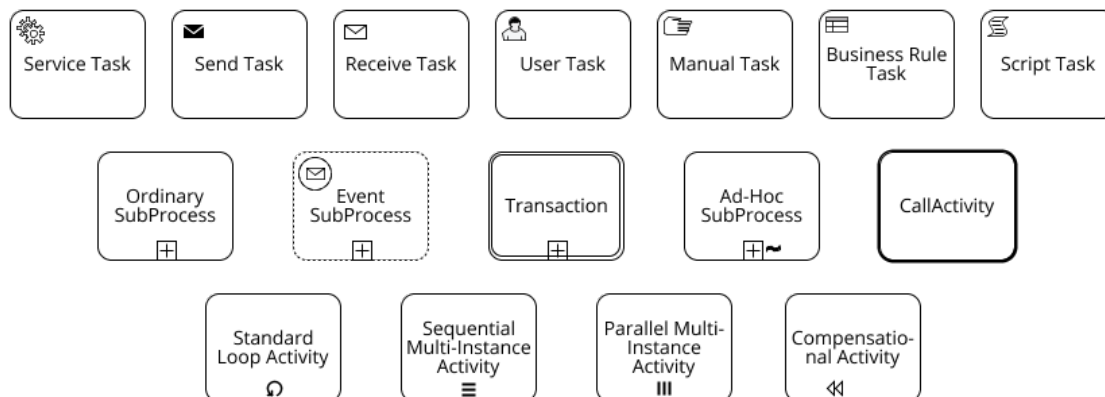 Service Task
Send Task
Receive Task
User Task
Manual Task
Business Rule
Task
Script Task
Ordinary
SubProcess
Event
SubProcess
Transaction
Ad-Hoc
SubProcess
CallActivity
Standard
Loop Activity
Sequential
Multi-Instance
Activity
Parallel Multi-
Instance
Activity
Compensatio-
nal Activity